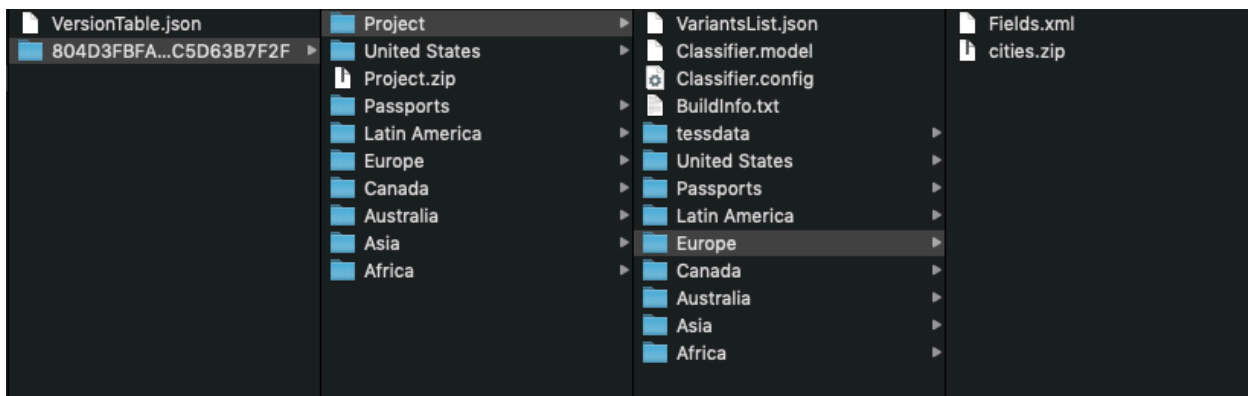 VersionTable.json
804D3FBFA...C5D63B7F2F
Project
United States
Project.zip
Passports
Latin America
Europe
Canada
Australia
Asia
Africa
VariantsList.json
Classifier.model
Classifier.config
BuildInfo.txt
tessdata
United States
Passports
Latin America
Europe
Canada
Australia
Asia
Africa
Fields.xml
cities.zip